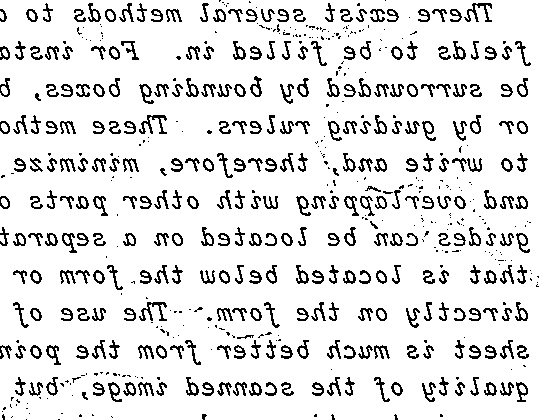 There exist several methods to d
fields to be filled in. For insta
be surrounded by bounding boxes, b
or by guiding rulers. These metho
to write and, therefore, minimize
and overlapping with other parts o
guides can be located on a separat
that is located below the form or
directly on the form. The use of
sheet is much better from the poin
quality of the scanned image, but